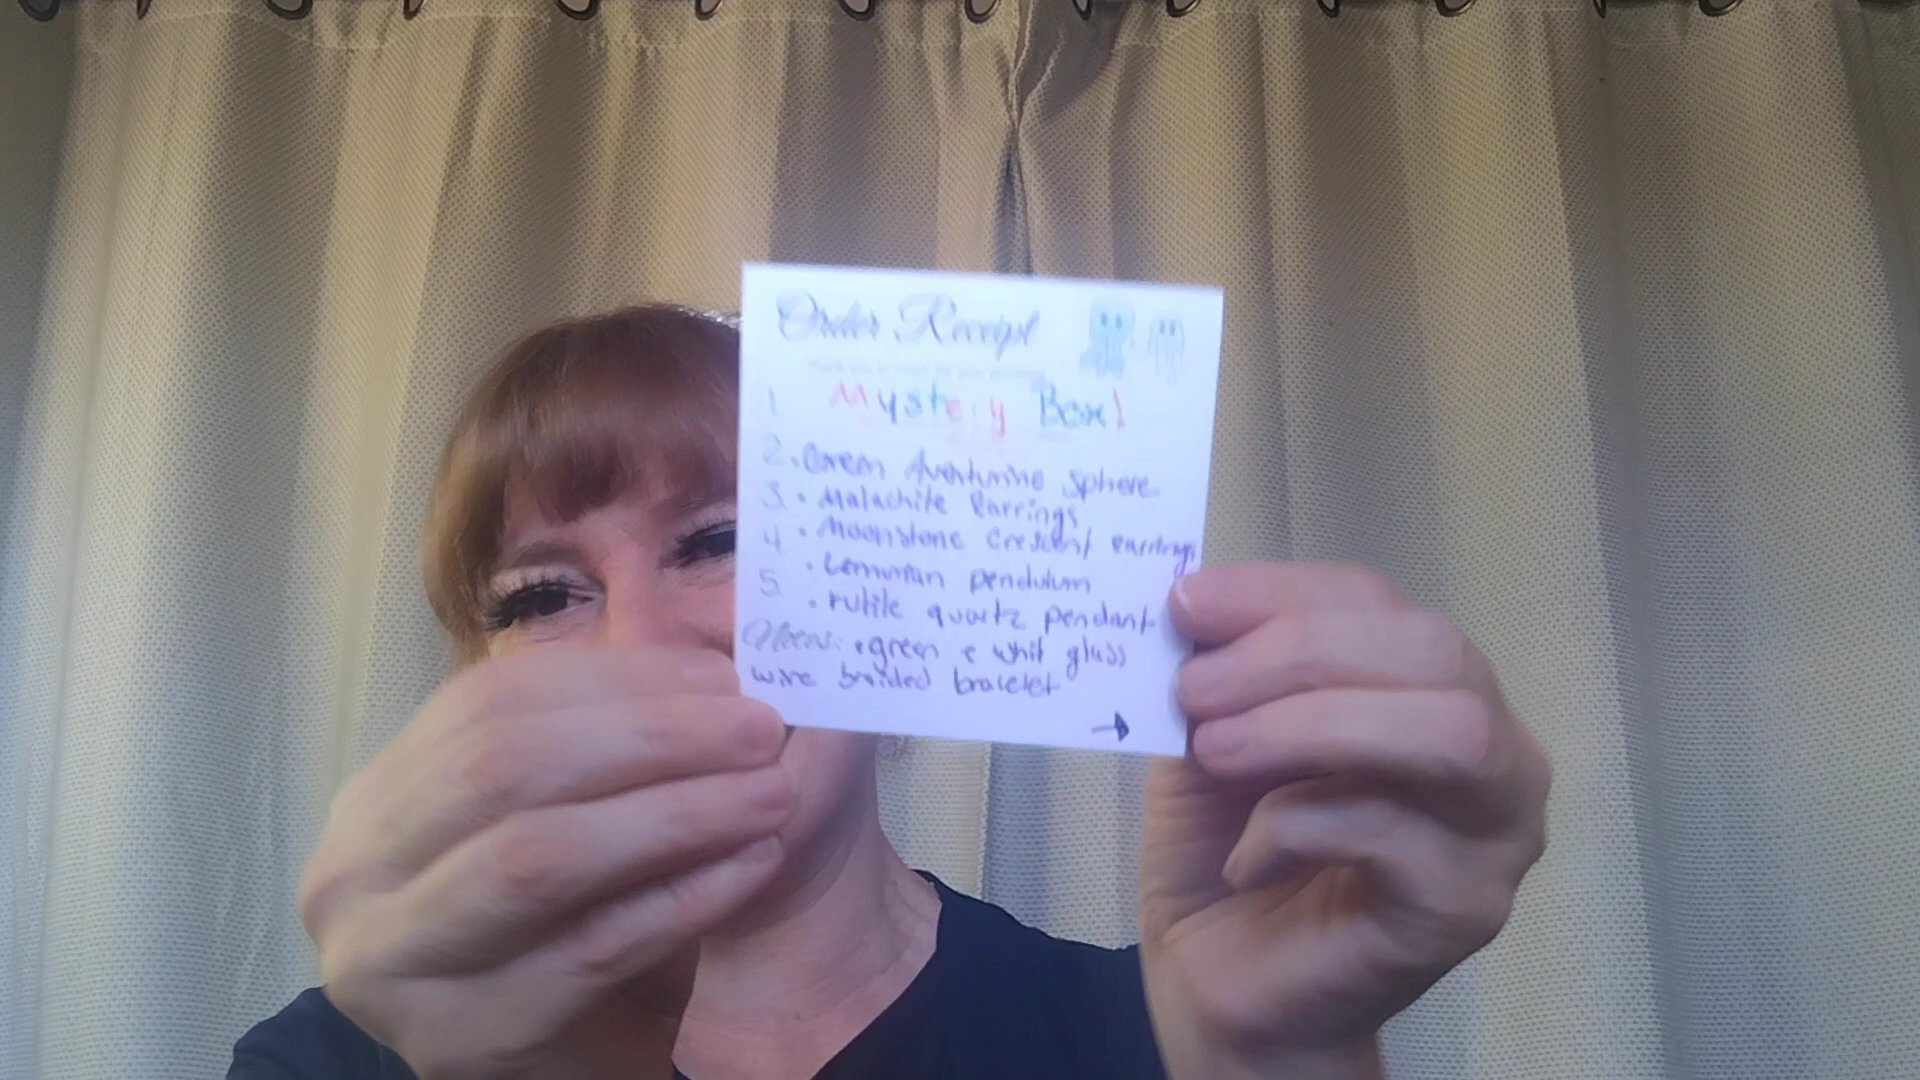 Order Receipt
1 Mystery Box!
2. Green Aventurine Sphere
3. • Malachite Earrings
4 • Moonstone Crescent earrings
• Lemurian pendulum
5. • rutile quartz pendant
Notes: • green & whit glass
wire braided bracelet
→